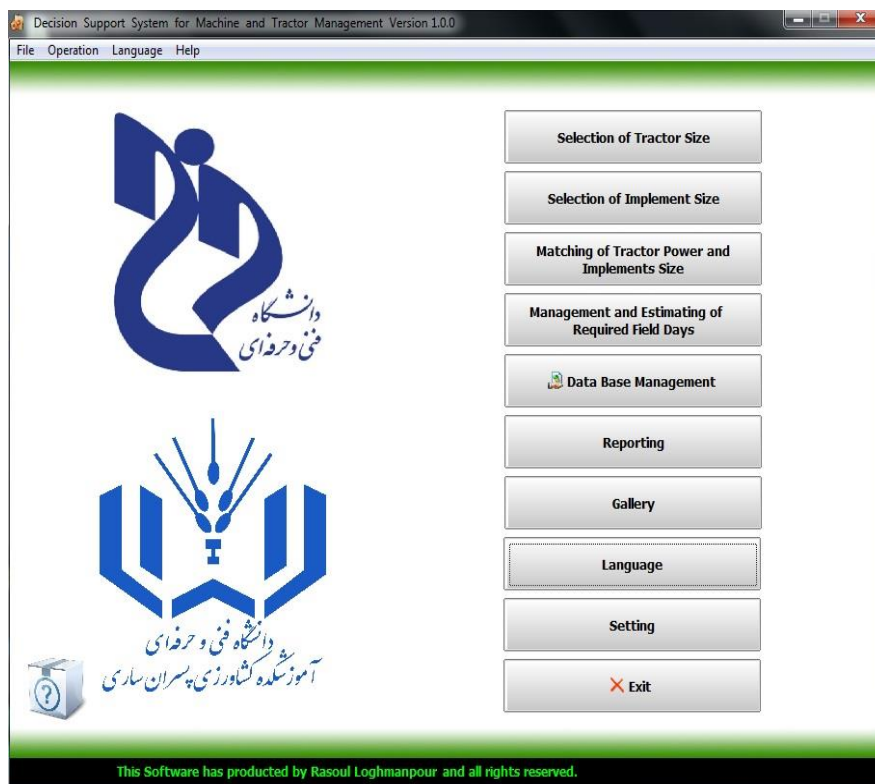 Decision Support System for Machine and Tractor Management Version 1.0.0
File Operation Language Help
دانشگاه
فنی و حرفه‌ای
دانشگاه فنی و حرفه‌ای
آموزشکده کشاورزی پسران ساری
?
Selection of Tractor Size
Selection of Implement Size
Matching of Tractor Power and
Implements Size
Management and Estimating of
Required Field Days
Data Base Management
Reporting
Gallery
Language
Setting
Exit
This Software has producted by Rasoul Loghmanpour and all rights reserved.